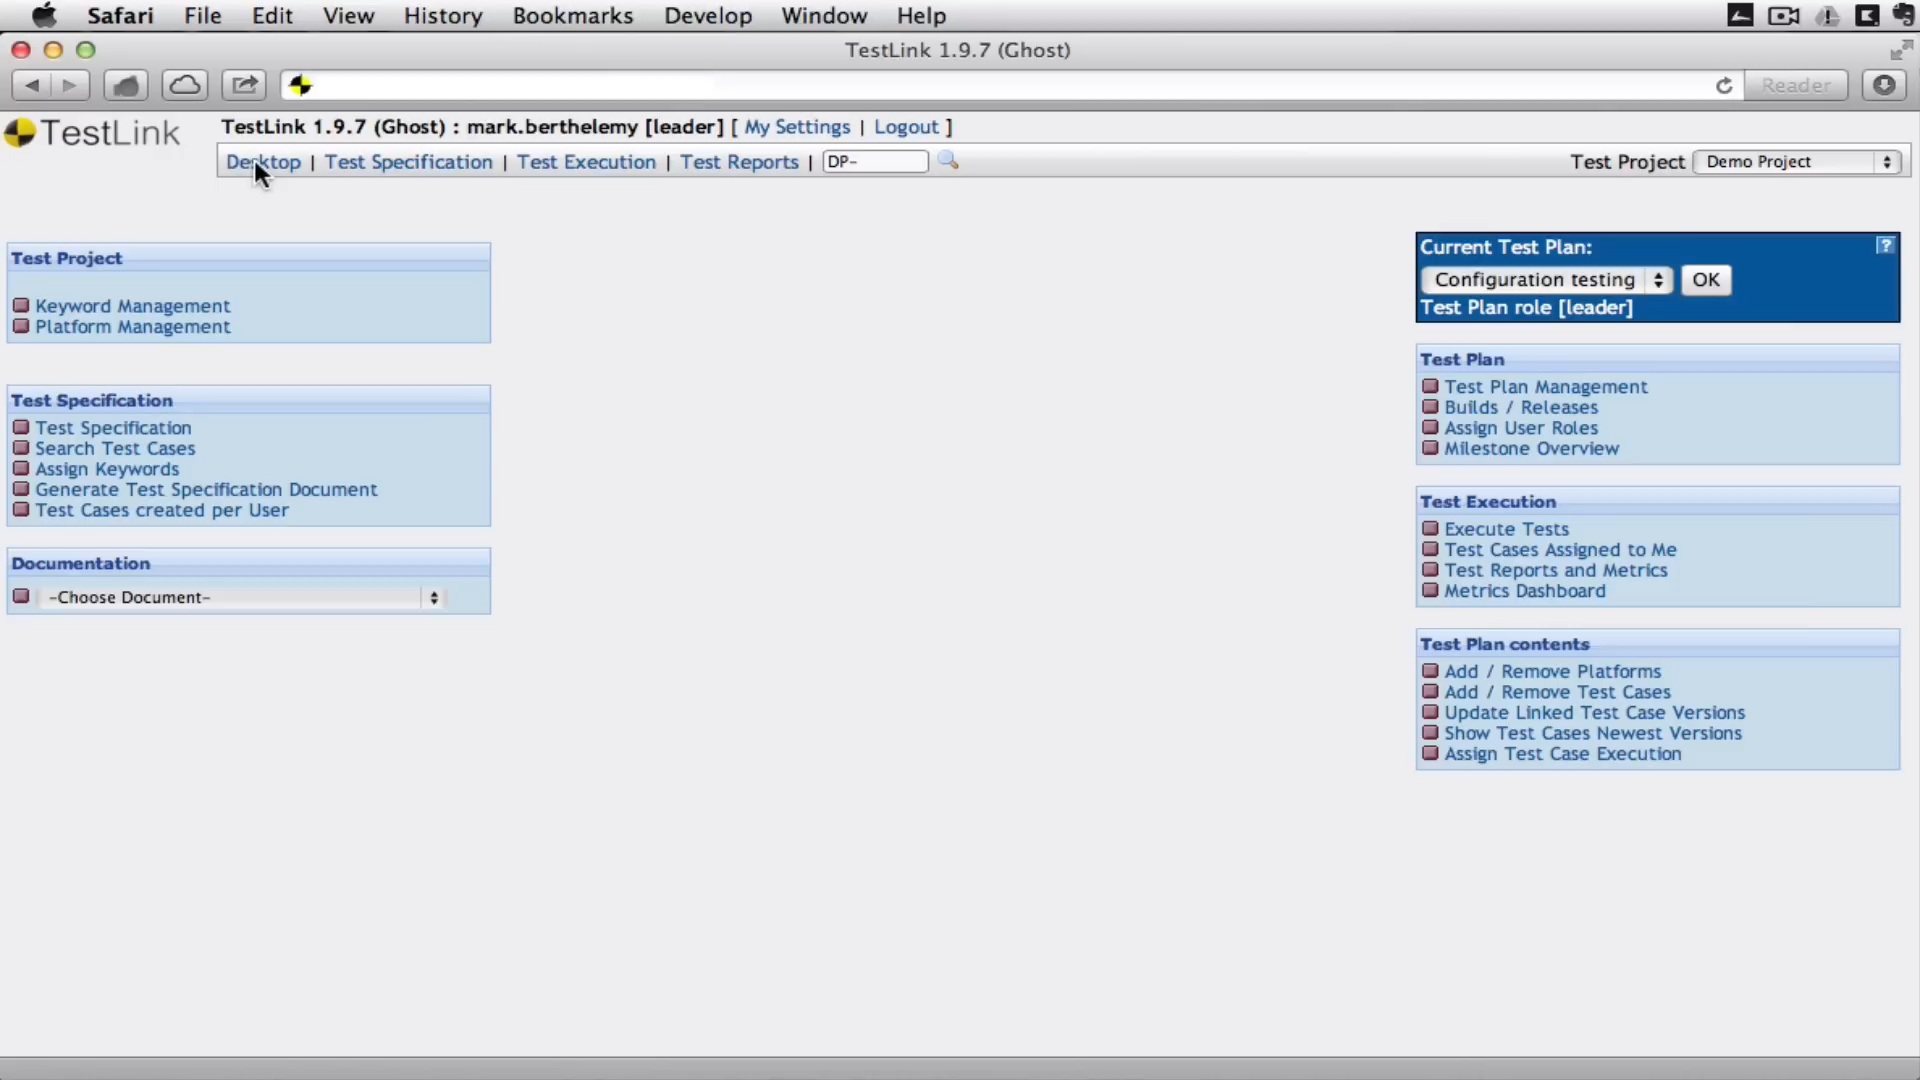 Safari File Edit View History Bookmarks Develop Window Help
TestLink 1.9.7 (Ghost)
Reader
TestLink
TestLink 1.9.7 (Ghost) : mark.berthelemy [leader] [ My Settings | Logout ]
Desktop | Test Specification | Test Execution | Test Reports | DP-
Test Project Demo Project
Test Project
Keyword Management
Platform Management
Test Specification
Test Specification
Search Test Cases
Assign Keywords
Generate Test Specification Document
Test Cases created per User
Documentation
-Choose Document-
Current Test Plan:
?
Configuration testing OK
Test Plan role [leader]
Test Plan
Test Plan Management
Builds / Releases
Assign User Roles
Milestone Overview
Test Execution
Execute Tests
Test Cases Assigned to Me
Test Reports and Metrics
Metrics Dashboard
Test Plan contents
Add / Remove Platforms
Add / Remove Test Cases
Update Linked Test Case Versions
Show Test Cases Newest Versions
Assign Test Case Execution